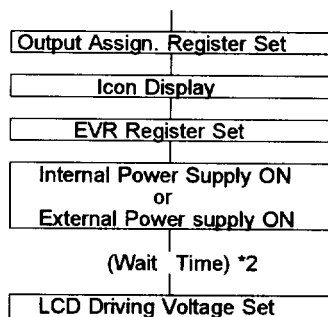 Output Assign. Register Set
Icon Display
EVR Register Set
Internal Power Supply ON
or
External Power supply ON
(Wait Time) *2
LCD Driving Voltage Set